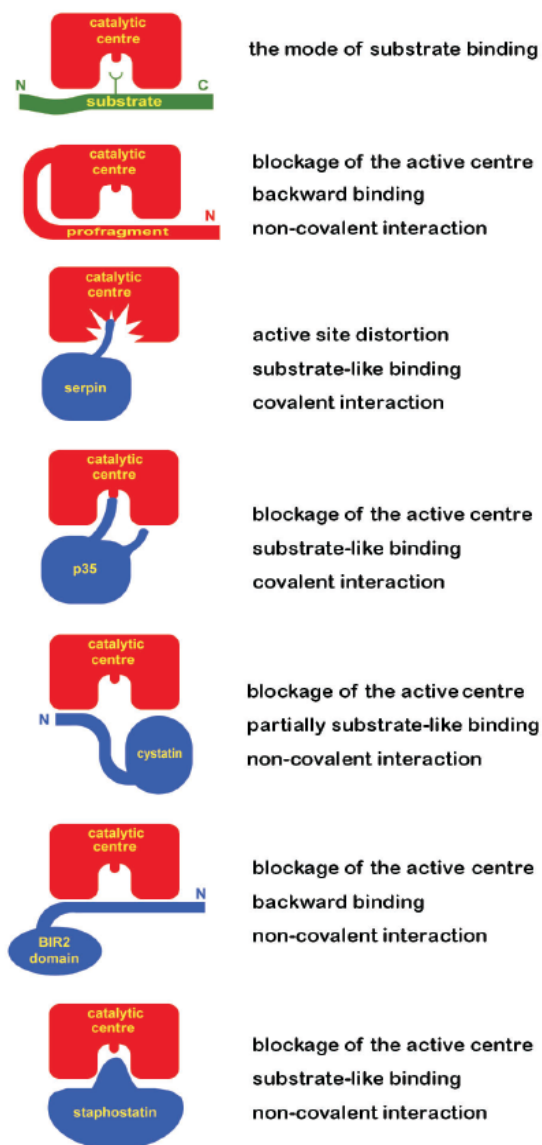 catalytic
centre
the mode of substrate binding
N
C
substrate
catalytic
centre
blockage of the active centre
backward binding
N
non-covalent interaction
profragment
catalytic
centre
active site distortion
substrate-like binding
serpin
covalent interaction
catalytic
centre
blockage of the active centre
substrate-like binding
p35
covalent interaction
catalytic
centre
blockage of the active centre
N
partially substrate-like binding
cystatin
non-covalent interaction
catalytic
centre
blockage of the active centre
N
backward binding
BIR2
domain
non-covalent interaction
catalytic
centre
blockage of the active centre
substrate-like binding
staphostatin
non-covalent interaction